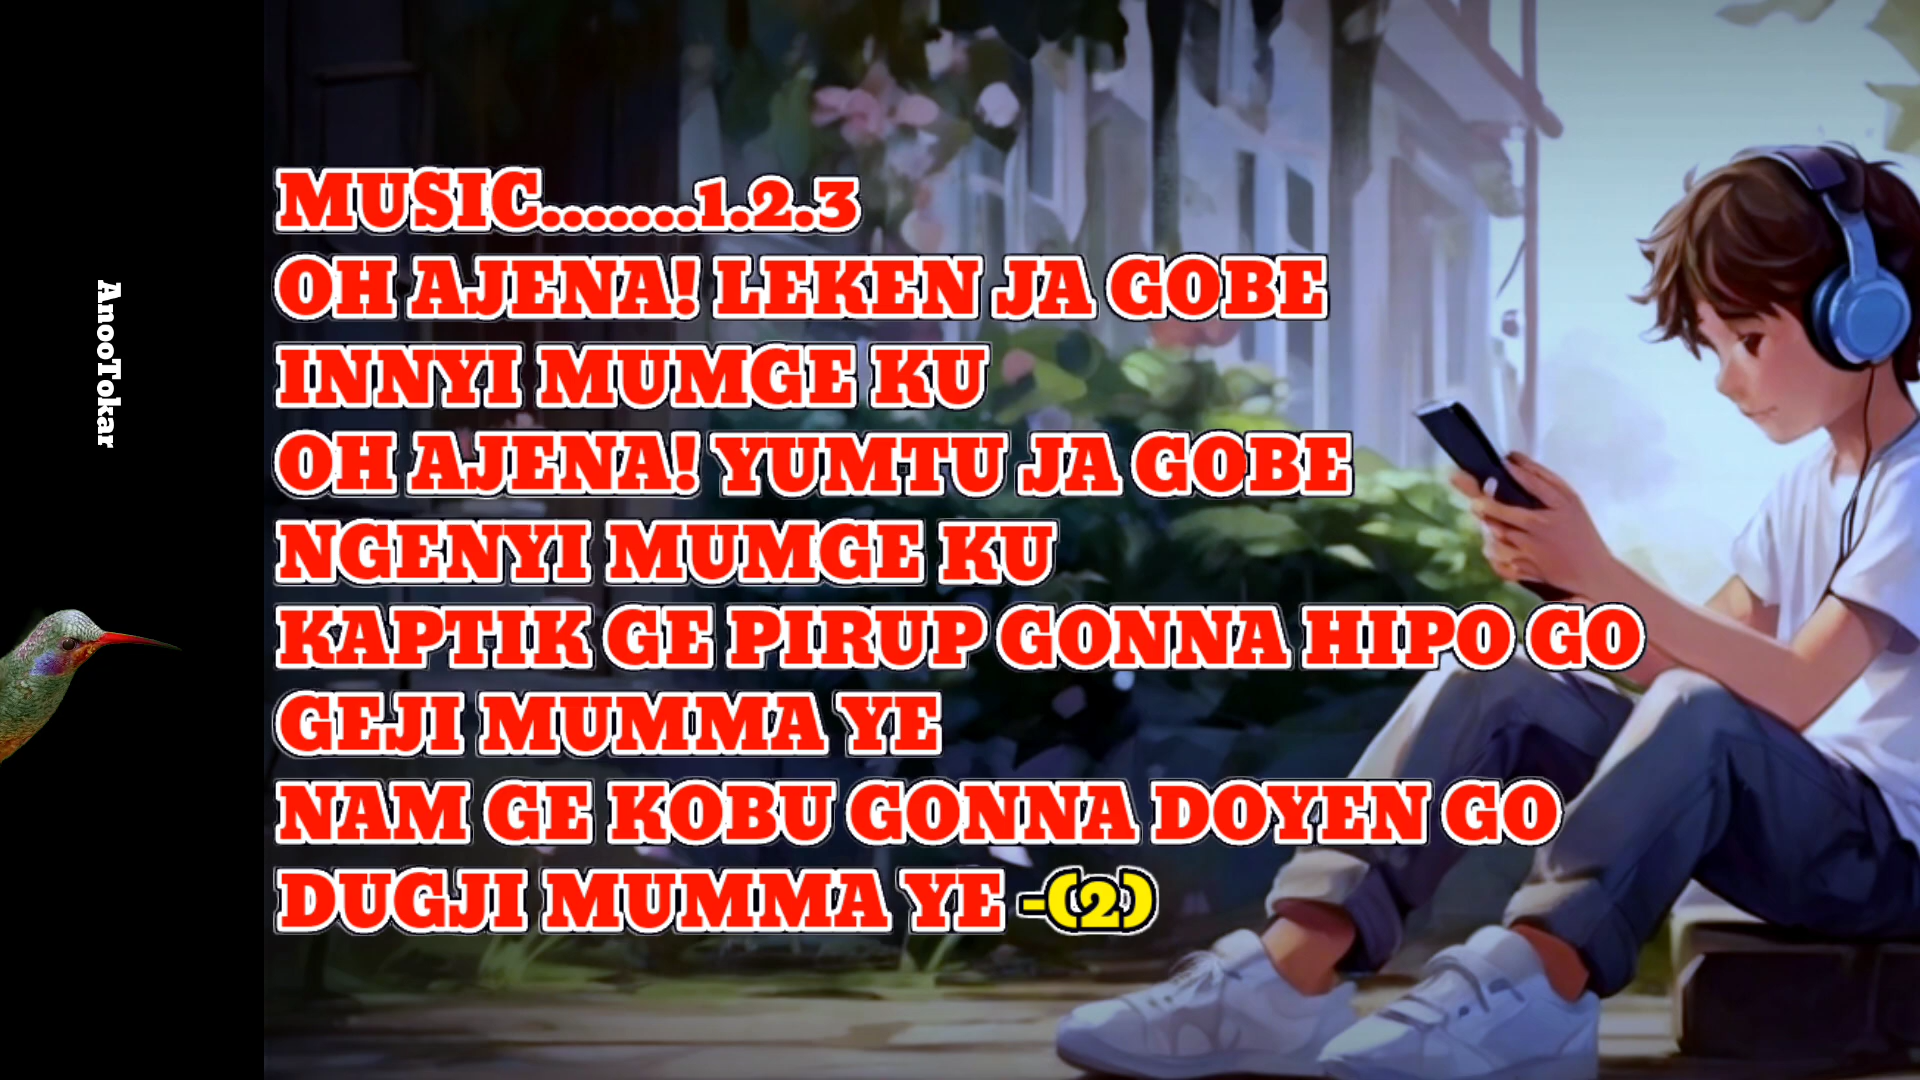 AnooTokar
MUSIC.......1.2.3
OH AJENA! LEKEN JA GOBE
INNYI MUMGE KU
OH AJENA! YUMTU JA GOBE
NGENYI MUMGE KU
KAPTIK GE PIRUP GONNA HIPO GO
GEJI MUMMA YE
NAM GE KOBU GONNA DOYEN GO
DUGJI MUMMA YE -(2)